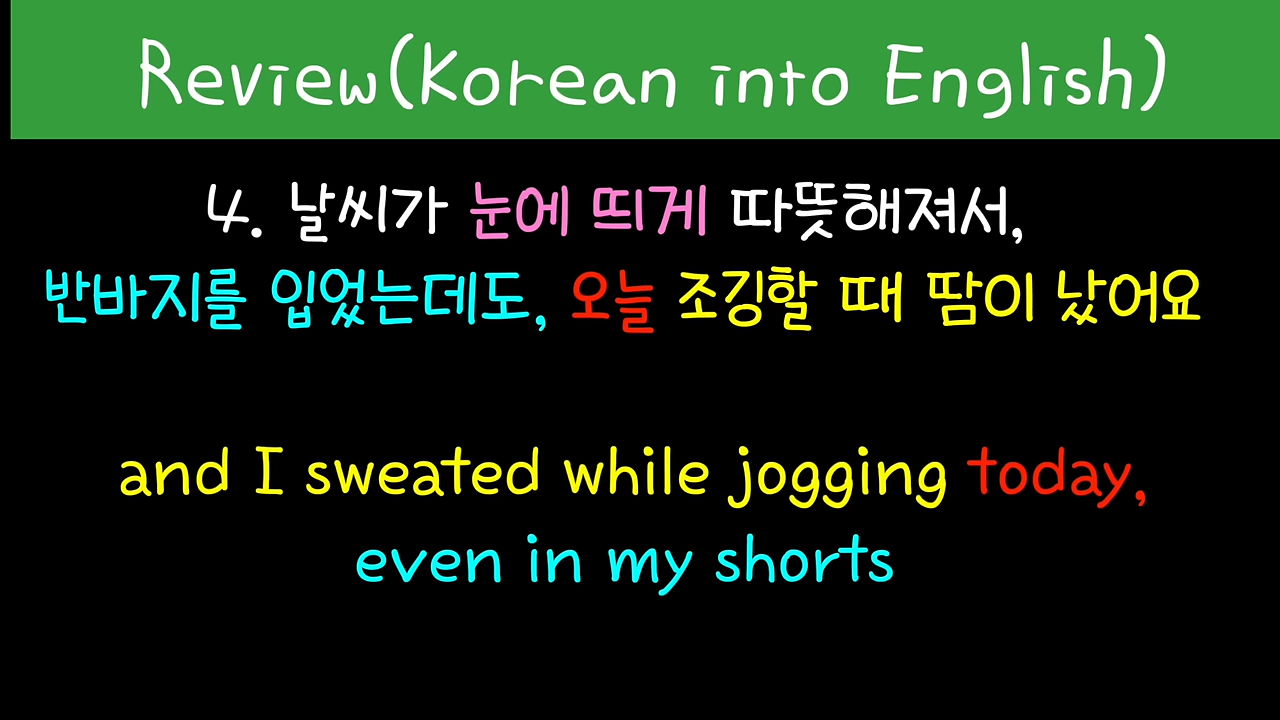 Review(Korean into English)
4. 날씨가 눈에 띄게 따뜻해져서,
반바지를 입었는데도, 오늘 조깅할 때 땀이 났어요
and I sweated while jogging today,
even in my shorts